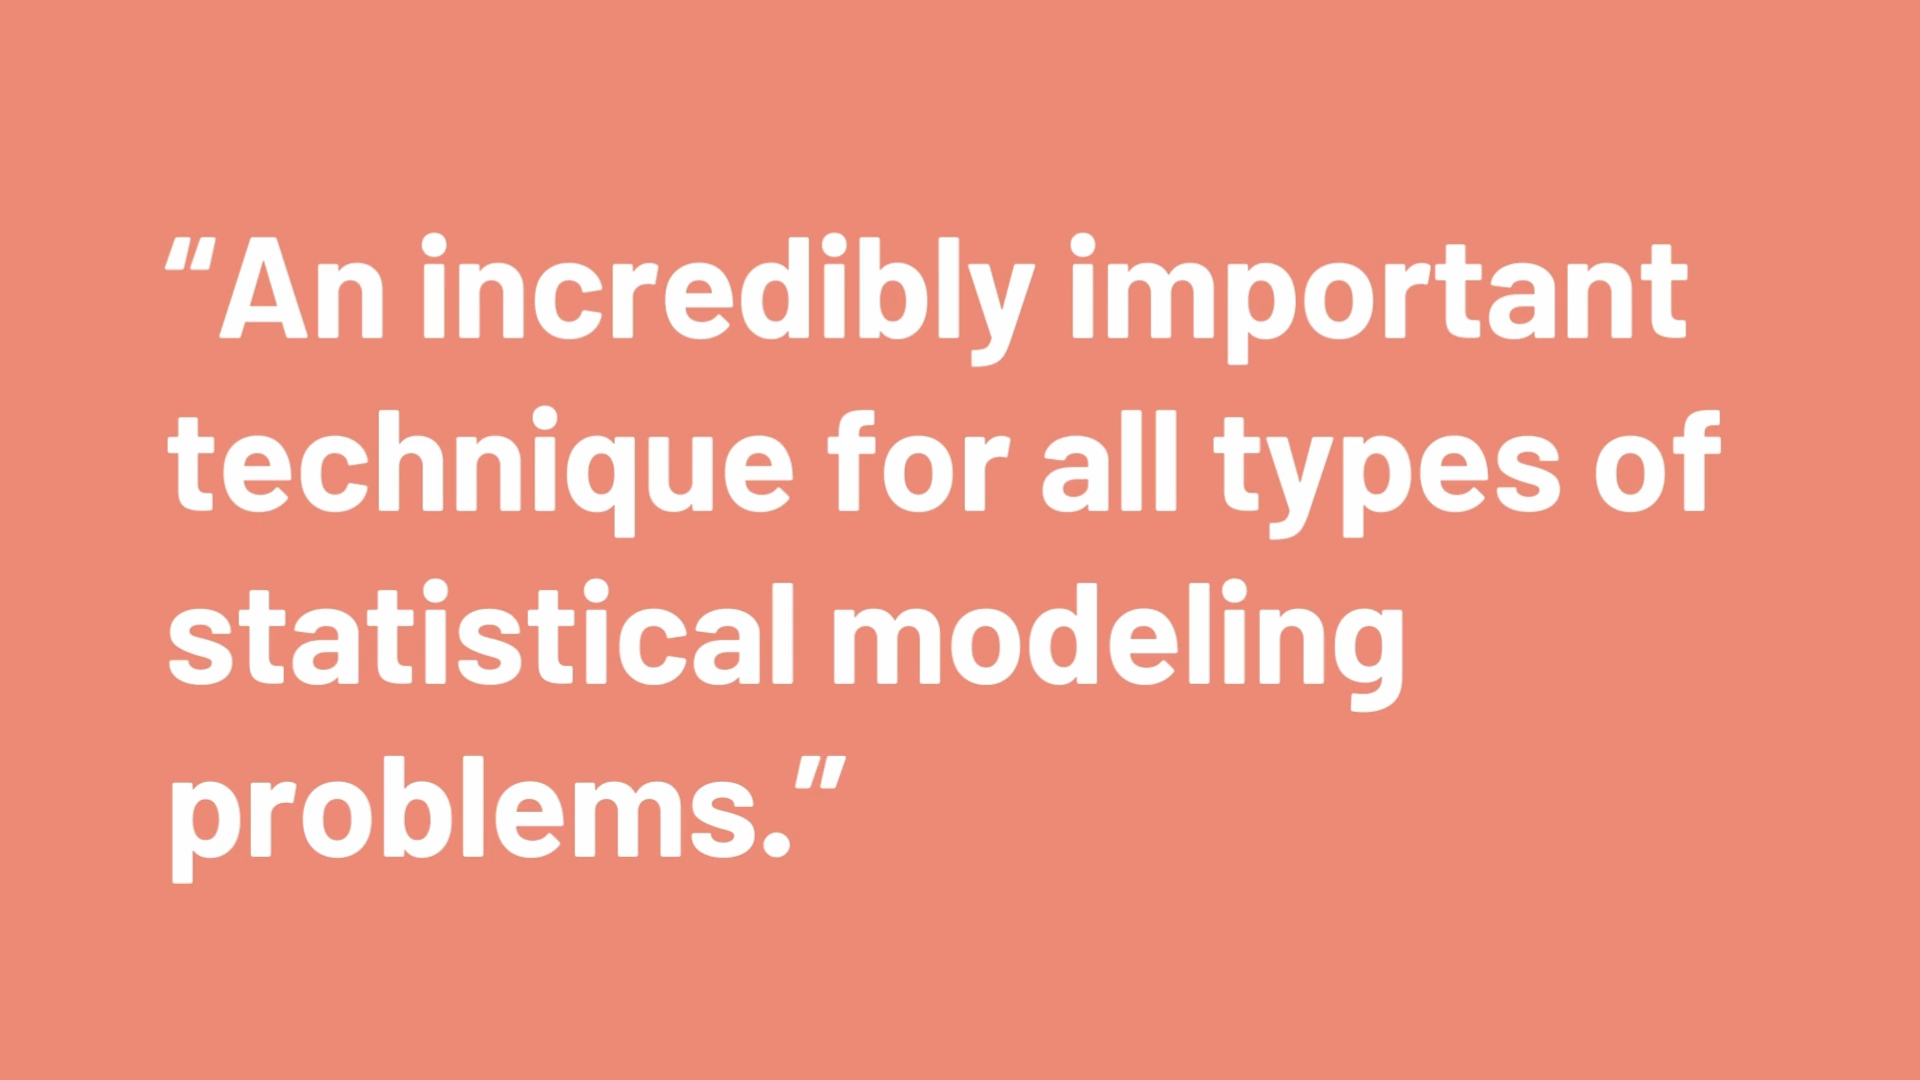 “An incredibly important
technique for all types of
statistical modeling
problems.”